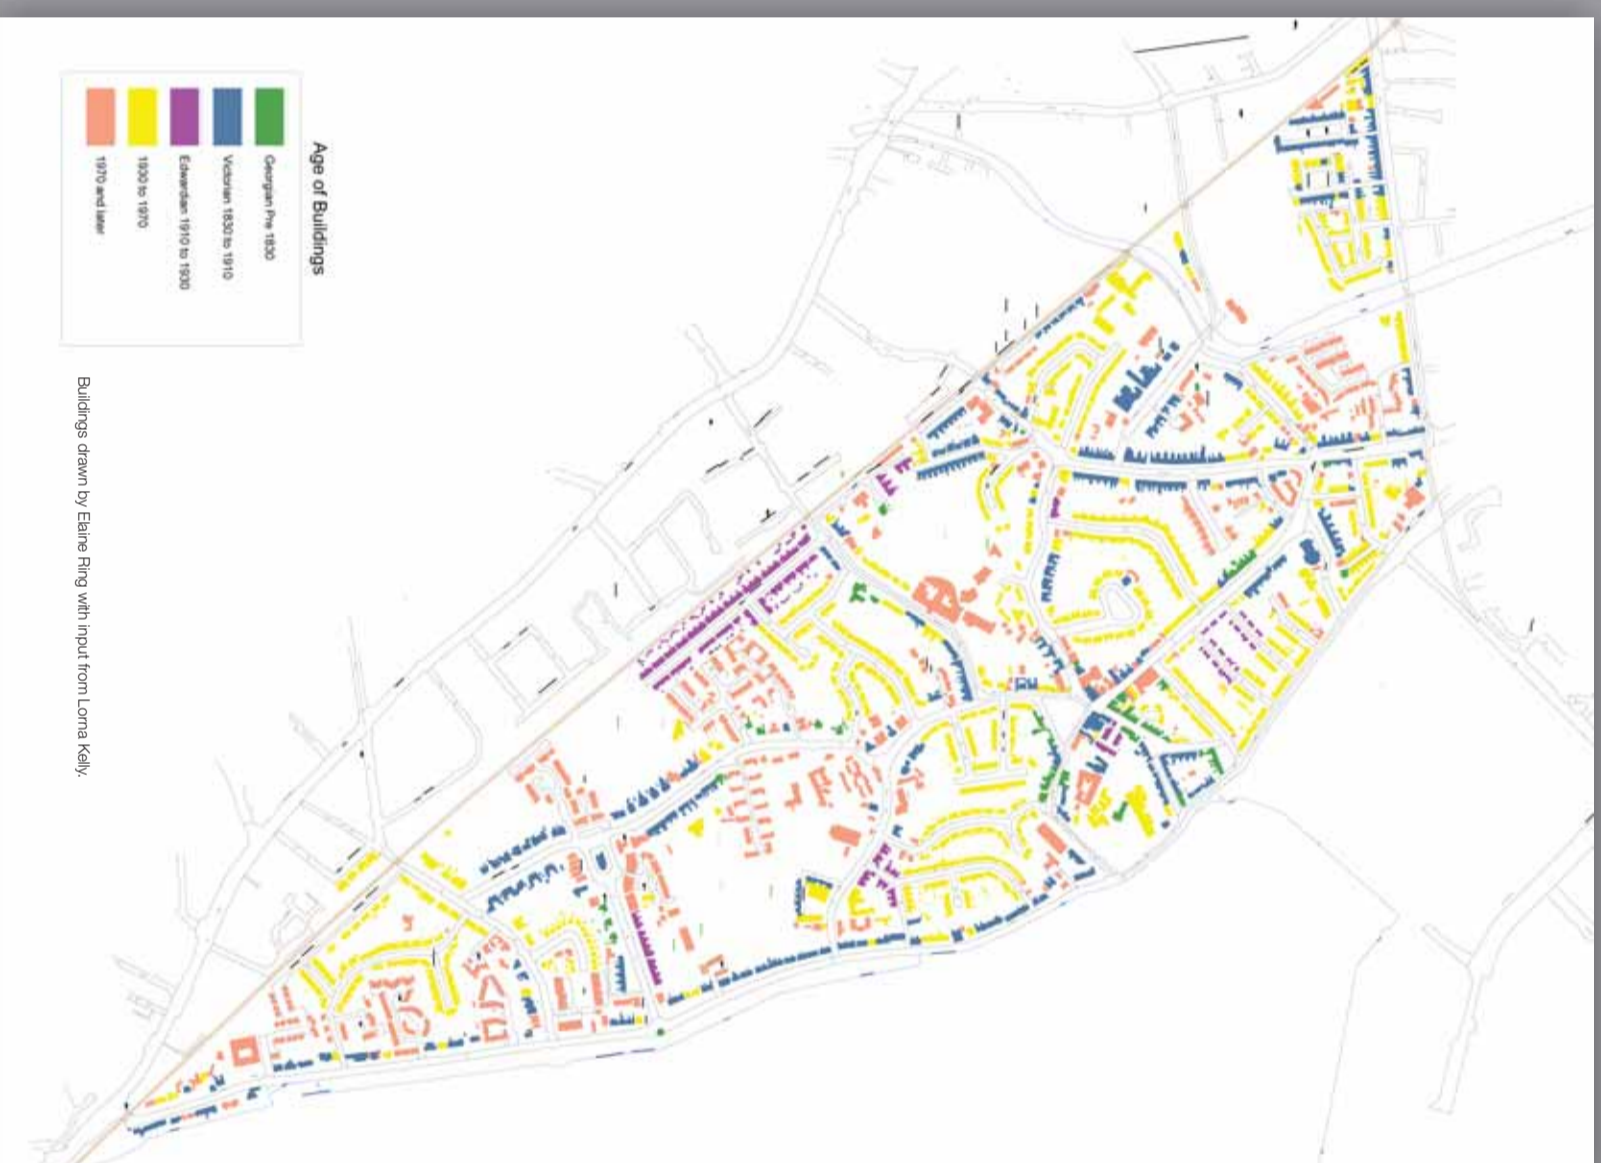 Age of Buildings
Georgian Pre 1830
Victorian 1830 to 1910
Edwardian 1910 to 1930
1930 to 1970
1970 and later
Buildings drawn by Elaine Ring with input from Lorna Kelly.